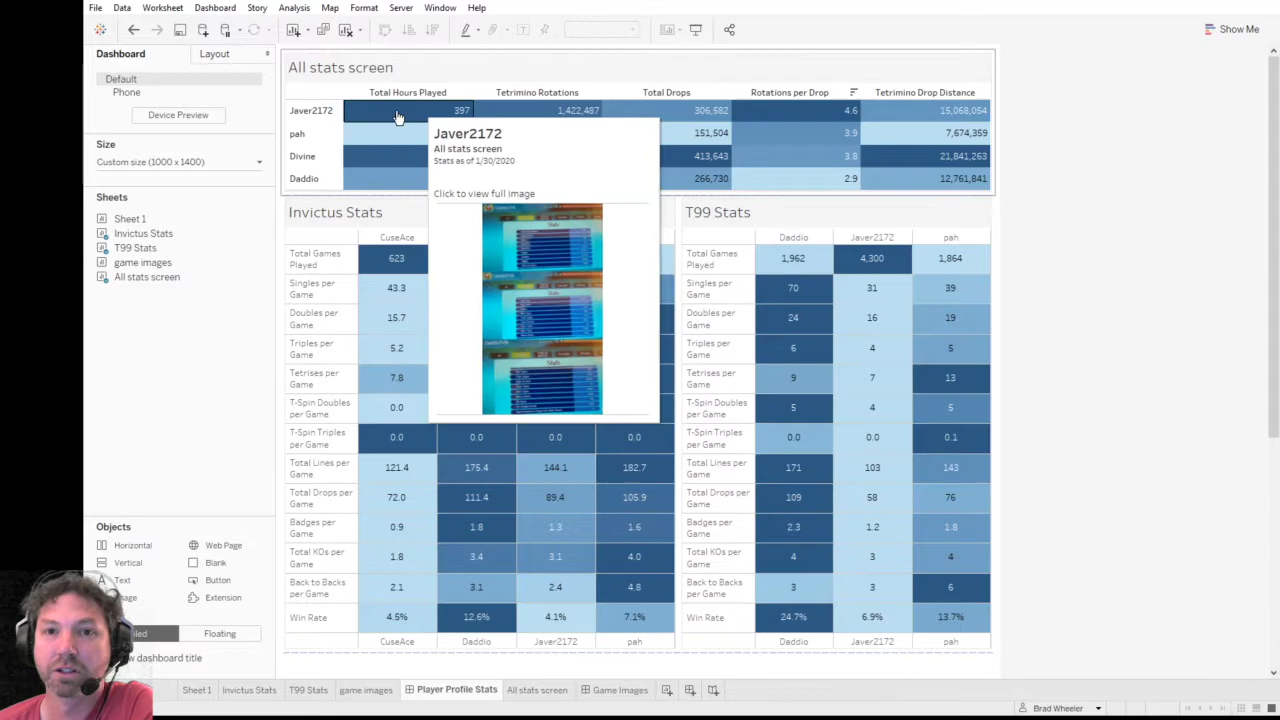 File Data Worksheet Dashboard Story Analysis Map Format Server Window Help
Show Me
Dashboard Layout
Default
Phone
Device Preview
Size
Custom size (1000 x 1400)
Sheets
Sheet 1
Invictus Stats
T99 Stats
game images
All stats screen
Objects
Horizontal Web Page
Vertical Blank
Text Button
Extension
Floating
dashboard title
All stats screen
Total Hours Played Tetrimino Rotations Total Drops Rotations per Drop Tetrimino Drop Distance
Javer2172 397 1,422,487 306,582 4.6 15,068,054
pah 151,504 3.9 7,674,359
Divine 413,643 3.8 21,841,263
Daddio 266,730 2.9 12,761,841
Javer2172
All stats screen
Stats as of 1/30/2020
Click to view full image
Stats
Stats
Stats
Invictus Stats
CuseAce
Total Games Played 623
Singles per Game 43.3
Doubles per Game 15.7
Triples per Game 5.2
Tetrises per Game 7.8
T-Spin Doubles per Game 0.0
T-Spin Triples per Game 0.0 0.0 0.0 0.0
Total Lines per Game 121.4 175.4 144.1 182.7
Total Drops per Game 72.0 111.4 89.4 105.9
Badges per Game 0.9 1.8 1.3 1.6
Total KOs per Game 1.8 3.4 3.1 4.0
Back to Backs per Game 2.1 3.1 2.4 4.8
Win Rate 4.5% 12.6% 4.1% 7.1%
CuseAce Daddio Javer2172 pah
T99 Stats
Daddio Javer2172 pah
Total Games Played 1,962 4,300 1,864
Singles per Game 70 31 39
Doubles per Game 24 16 19
Triples per Game 6 4 5
Tetrises per Game 9 7 13
T-Spin Doubles per Game 5 4 5
T-Spin Triples per Game 0.0 0.0 0.1
Total Lines per Game 171 103 143
Total Drops per Game 109 58 76
Badges per Game 2.3 1.2 1.8
Total KOs per Game 4 3 4
Back to Backs per Game 3 3 6
Win Rate 24.7% 6.9% 13.7%
Daddio Javer2172 pah
Sheet 1 Invictus Stats T99 Stats game images Player Profile Stats All stats screen Game Images
Brad Wheeler